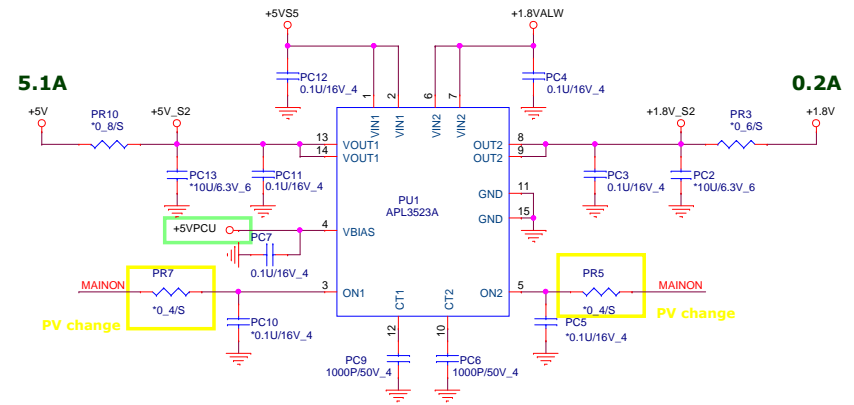 +5VS5
+1.8VALW
5.1A
0.2A
PC12
0.1U/16V_4
PC4
0.1U/16V_4
1
2
6
7
VIN1
VIN1
VIN2
VIN2
+5V
PR10
*0_8/S
+5V_S2
+1.8V_S2
PR3
*0_6/S
+1.8V
13
14
VOUT1
VOUT1
OUT2
OUT2
8
9
PC13
*10U/6.3V_6
PC11
0.1U/16V_4
PC3
0.1U/16V_4
PC2
*10U/6.3V_6
PU1
APL3523A
GND
11
GND
15
+5VPCU
4
VBIAS
PC7
0.1U/16V_4
MAINON
PR7
*0_4/S
PV change
3
ON1
CT1
CT2
ON2
5
PR5
*0_4/S
MAINON
PV change
PC10
*0.1U/16V_4
PC5
*0.1U/16V_4
12
10
PC9
1000P/50V_4
PC6
1000P/50V_4